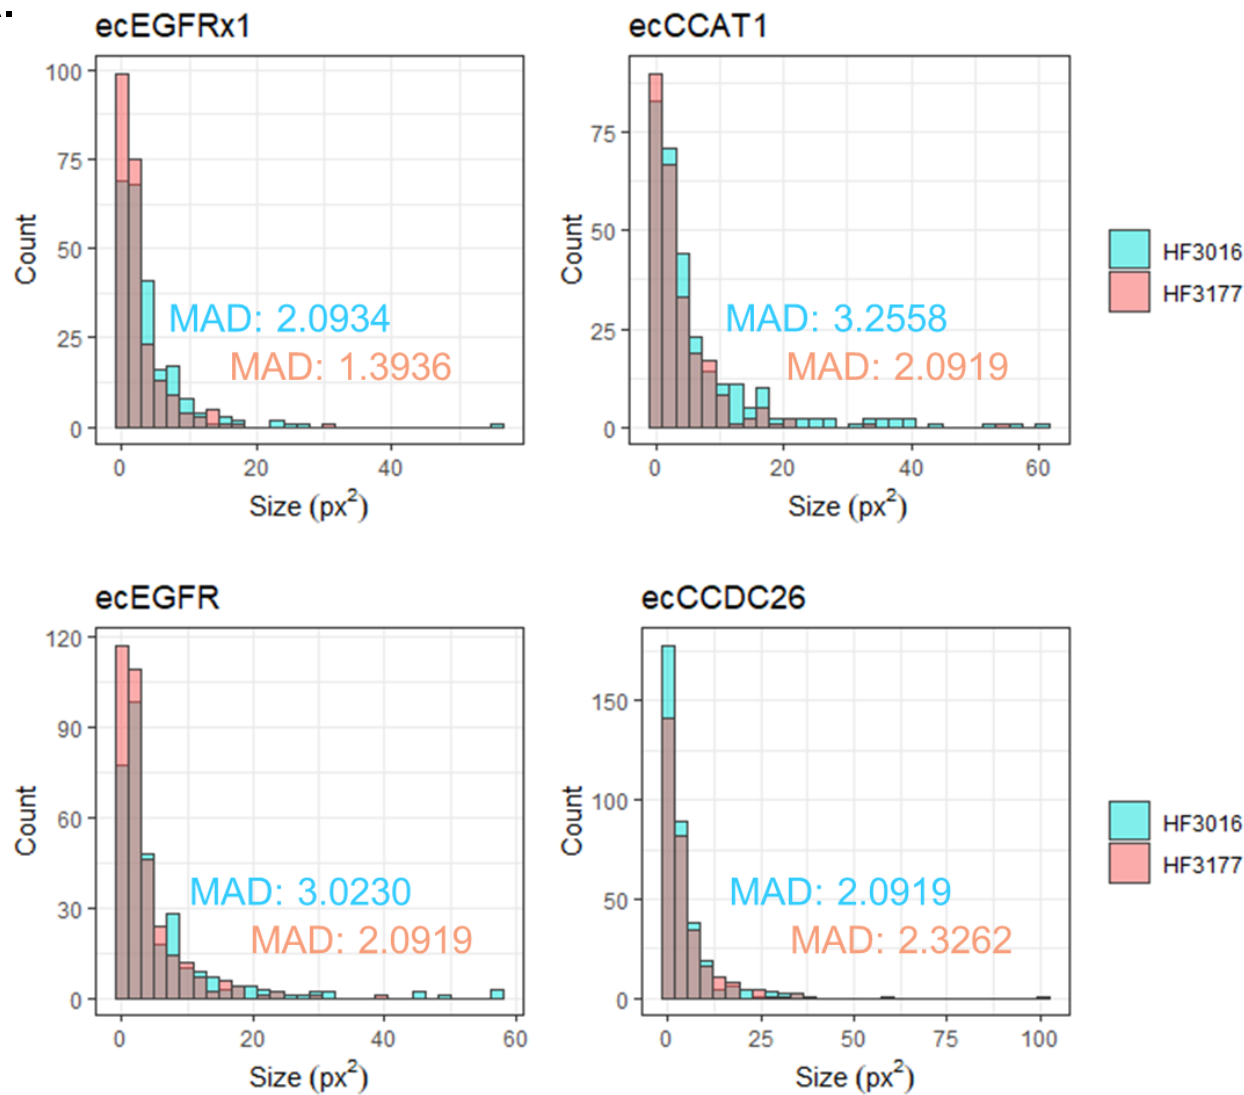 ecEGFRx1
Count
100
75
50
25
0
MAD: 2.0934
MAD: 1.3936
0 20 40
Size (px²)
ecCCAT1
Count
75
50
25
0
MAD: 3.2558
MAD: 2.0919
0 20 40 60
Size (px²)
HF3016
HF3177
ecEGFR
Count
120
90
60
30
0
MAD: 3.0230
MAD: 2.0919
0 20 40 60
Size (px²)
ecCCDC26
Count
150
100
50
0
MAD: 2.0919
MAD: 2.3262
0 25 50 75 100
Size (px²)
HF3016
HF3177